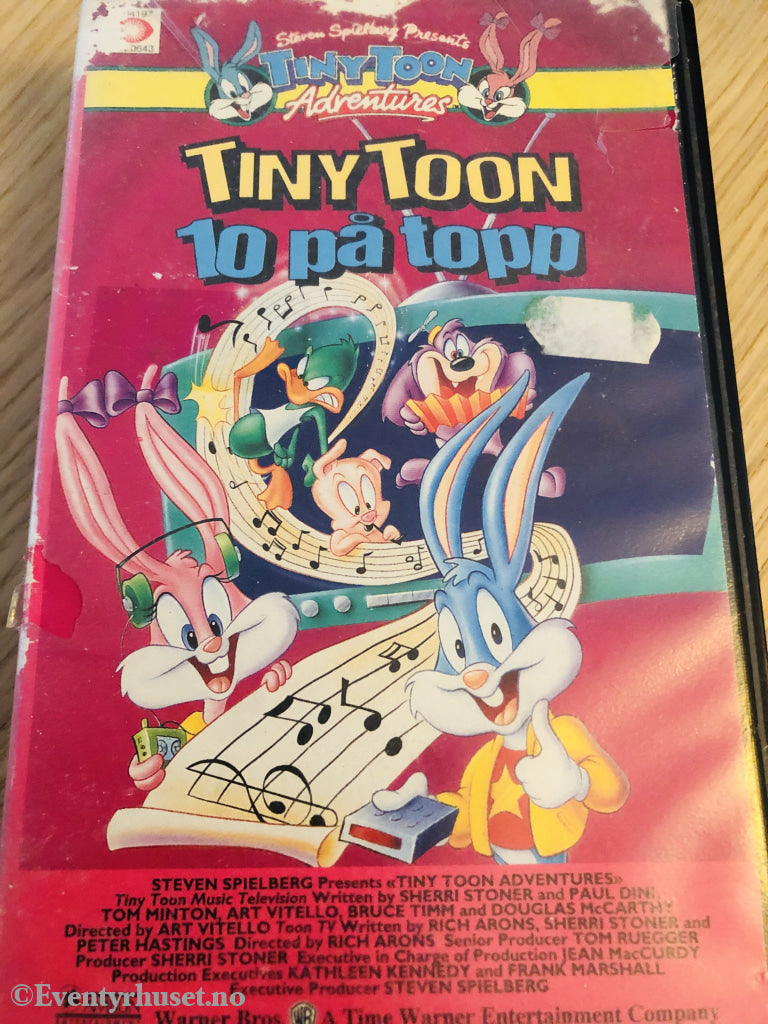 4197
0643
Steven Spielberg Presents
TINY TOON
Adventures
TINY TOON
10 på topp
STEVEN SPIELBERG Presents «TINY TOON ADVENTURES»
Tiny Toon Music Television Written by SHERRI STONER and PAUL DINI,
TOM MINTON, ART VITELLO, BRUCE TIMM and DOUGLAS McCARTHY
Directed by ART VITELLO Toon TV Written by RICH ARONS, SHERRI STONER and
PETER HASTINGS Directed by RICH ARONS Senior Producer TOM RUEGGER
Producer SHERRI STONER Executive in Charge of Production JEAN MacCURDY
Production Executives KATHLEEN KENNEDY and FRANK MARSHALL
Executive Producer STEVEN SPIELBERG
©Eventyrhuset.no
Warner Bros. WB A Time Warner Entertainment Company